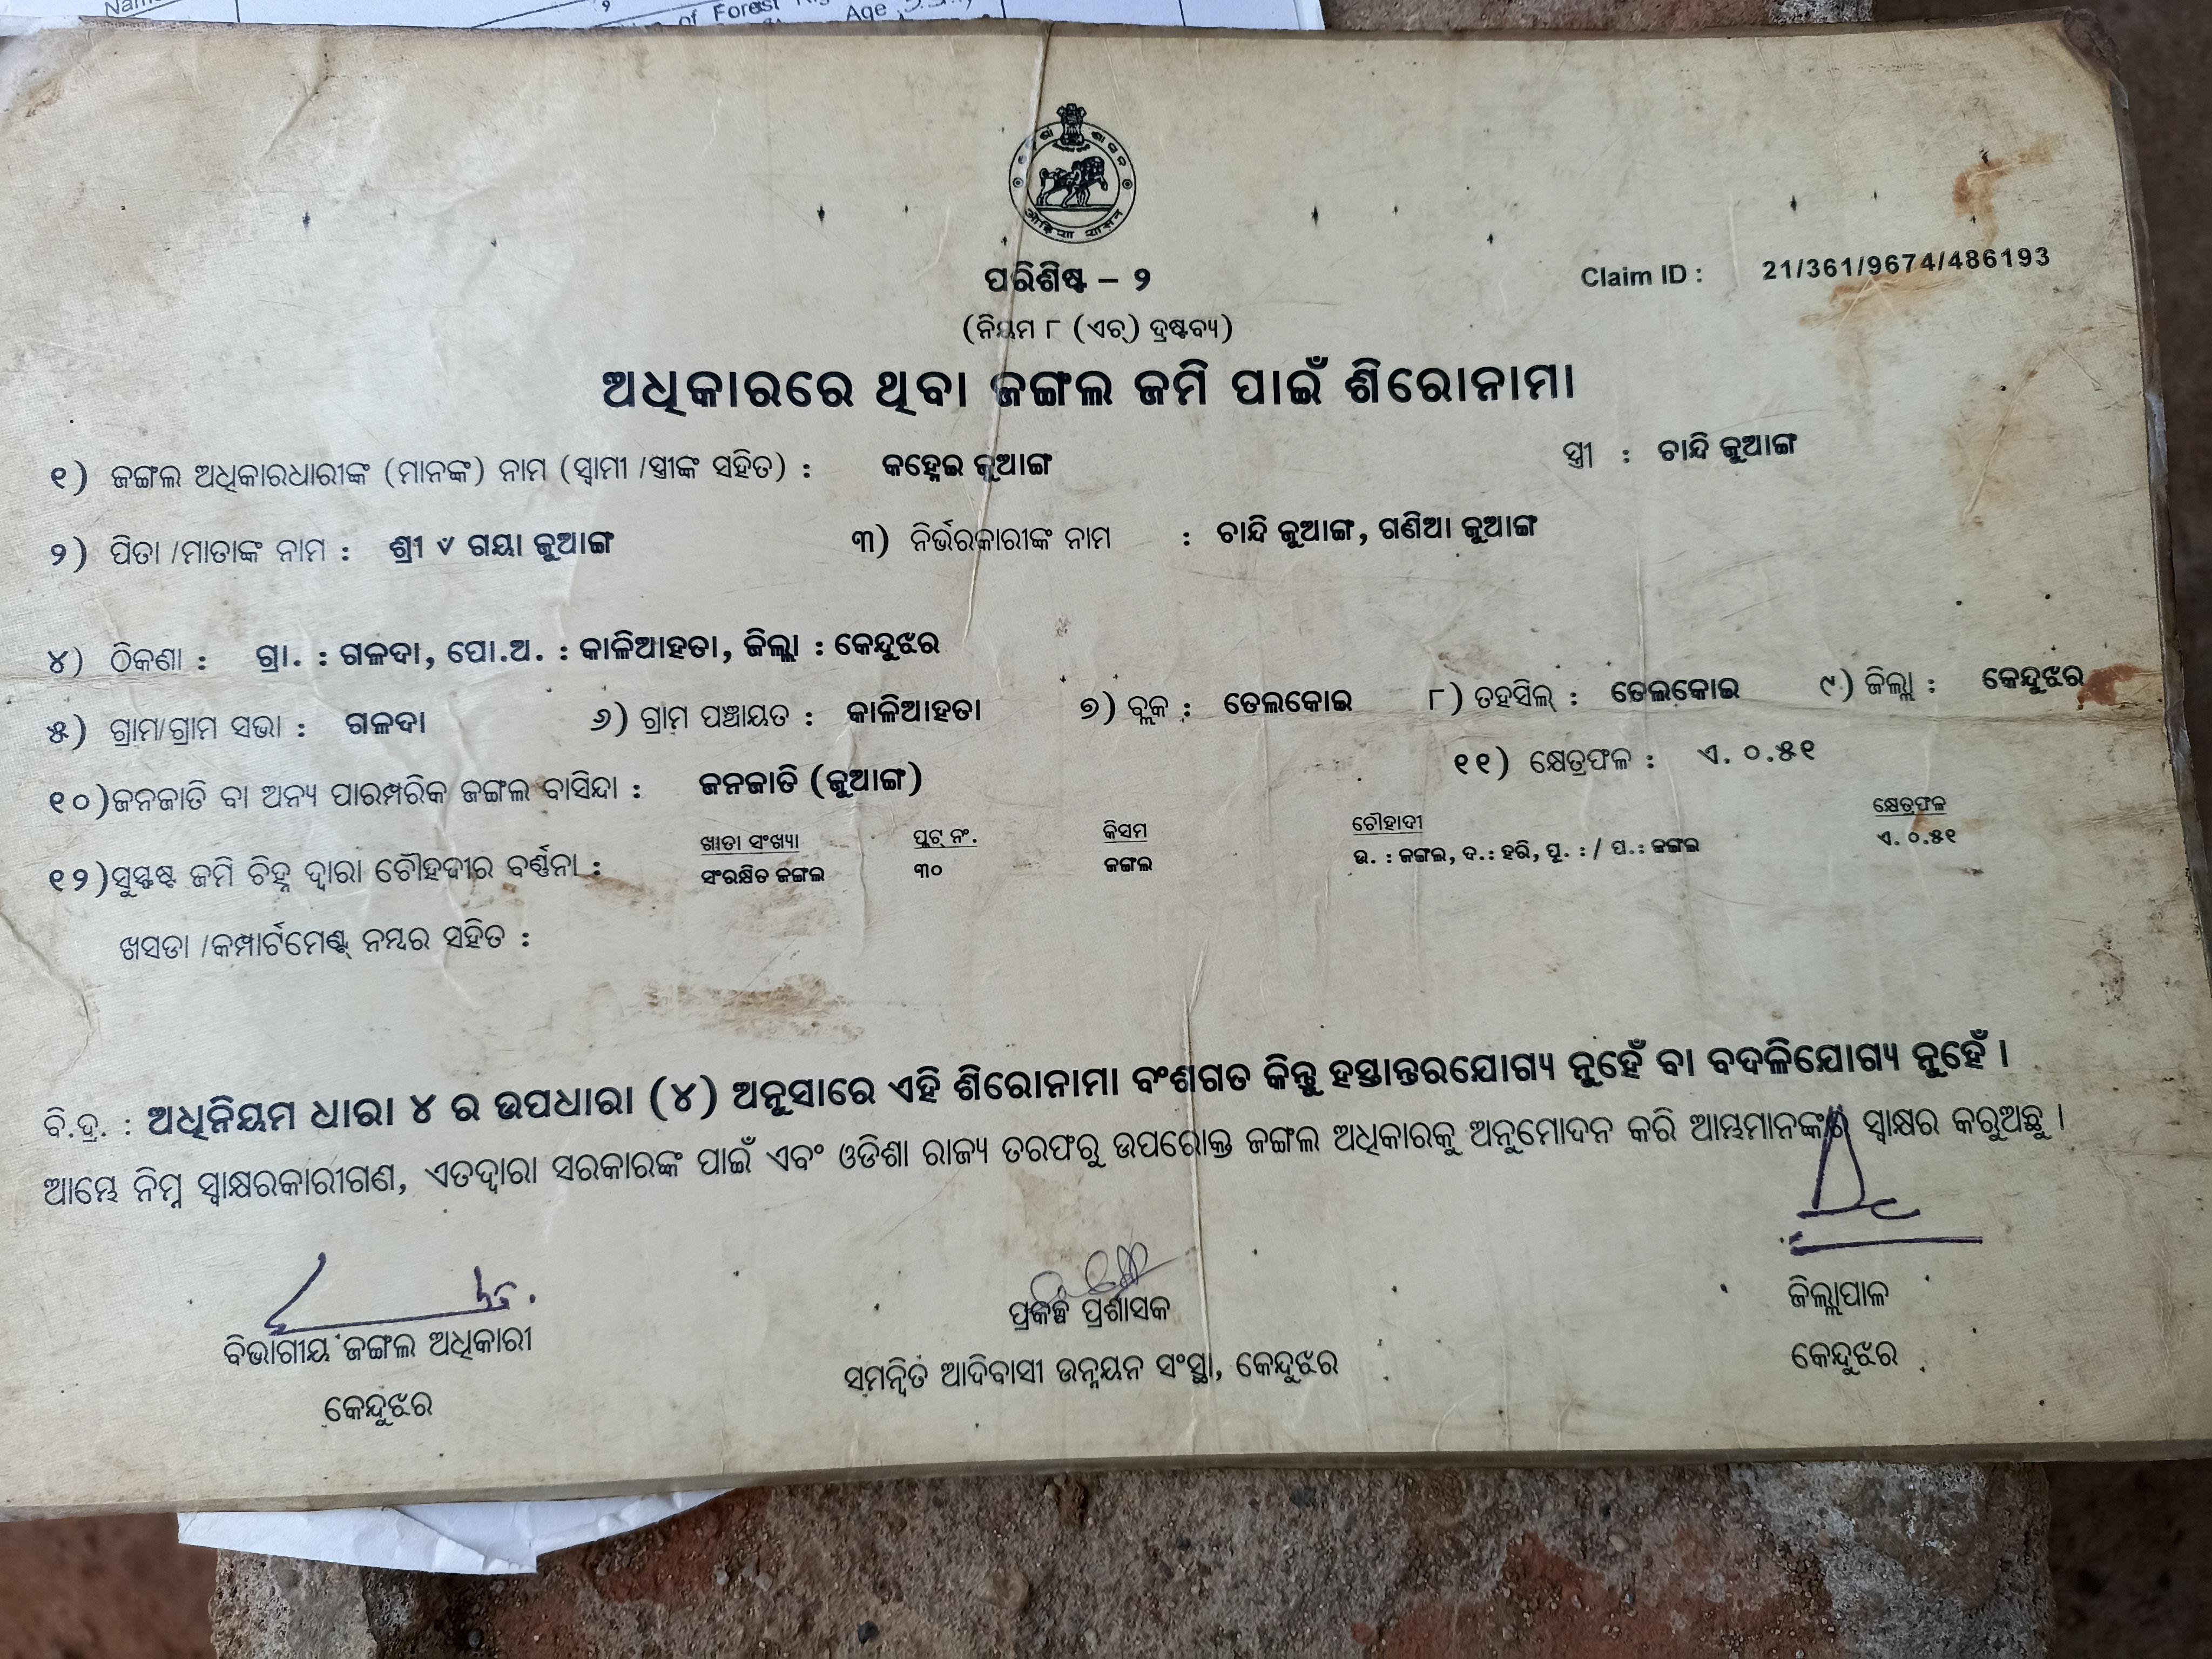 Name
of Forest Rig
Age
ପରିଶିଷ୍ଟ – ୨
Claim ID : 21/361/9674/486193
(ନିୟମ ୮ (ଏଚ୍) ଦ୍ରଷ୍ଟବ୍ୟ)
ଅଧିକାରରେ ଥିବା ଜଙ୍ଗଲ ଜମି ପାଇଁ ଶିରୋନାମା
୧) ଜଙ୍ଗଲ ଅଧିକାରଧାରୀଙ୍କ (ମାନଙ୍କ) ନାମ (ସ୍ୱାମୀ /ସ୍ତ୍ରୀଙ୍କ ସହିତ) : କହ୍ନେଇ ଜୁଆଙ୍ଗ ସ୍ତ୍ରୀ : ଚାନ୍ଦି ଜୁଆଙ୍ଗ
୨) ପିତା /ମାତାଙ୍କ ନାମ : ଶ୍ରୀ ୪ ଗୟା ଜୁଆଙ୍ଗ ୩) ନିର୍ଭରକାରୀଙ୍କ ନାମ : ଚାନ୍ଦି ଜୁଆଙ୍ଗ, ଗଣିଆ ଜୁଆଙ୍ଗ
୪) ଠିକଣା : ଗ୍ରା. : ଗଳଦା, ପୋ.ଅ. : କାଳିଆହତା, ଜିଲ୍ଲା : କେନ୍ଦୁଝର
୫) ଗ୍ରାମ/ଗ୍ରାମ ସଭା : ଗଳଦା ୬) ଗ୍ରାମ ପଞ୍ଚାୟତ : କାଳିଆହତା ୭) ବ୍ଲକ : ତେଲକୋଇ ୮) ତହସିଲ୍ : ତେଲକୋଇ ୯) ଜିଲ୍ଲା : କେନ୍ଦୁଝର
୧୦)ଜନଜାତି ବା ଅନ୍ୟ ପାରମ୍ପରିକ ଜଙ୍ଗଲ ବାସିନ୍ଦା : ଜନଜାତି (ଜୁଆଙ୍ଗ) ୧୧) କ୍ଷେତ୍ରଫଳ : ଏ. ୦.୫୧
ଖାତା ସଂଖ୍ୟା ପ୍ଲଟ୍ ନଂ. କିସମ ଚୌହାଦୀ କ୍ଷେତ୍ରଫଳ
୧୨)ସୁସ୍ପଷ୍ଟ ଜମି ଚିହ୍ନ ଦ୍ୱାରା ଚୌହଦୀର ବର୍ଣ୍ଣନା : ସଂରକ୍ଷିତ ଜଙ୍ଗଲ ୩୦ ଜଙ୍ଗଲ ଉ. : ଜଙ୍ଗଲ, ଦ.: ହରି, ପୂ. : / ପ.: ଜଙ୍ଗଲ ଏ. ୦.୫୧
ଖସଡା /କମ୍ପାର୍ଟମେଣ୍ଟ୍ ନମ୍ବର ସହିତ :
ବି.ଦ୍ର. : ଅଧିନିୟମ ଧାରା ୪ ର ଉପଧାରା (୪) ଅନୁସାରେ ଏହି ଶିରୋନାମା ବଂଶଗତ କିନ୍ତୁ ହସ୍ତାନ୍ତରଯୋଗ୍ୟ ନୁହେଁ ବା ବଦଳିଯୋଗ୍ୟ ନୁହେଁ ।
ଆମ୍ଭେ ନିମ୍ନ ସ୍ୱାକ୍ଷରକାରୀଗଣ, ଏତଦ୍ୱାରା ସରକାରଙ୍କ ପାଇଁ ଏବଂ ଓଡିଶା ରାଜ୍ୟ ତରଫରୁ ଉପରୋକ୍ତ ଜଙ୍ଗଲ ଅଧିକାରକୁ ଅନୁମୋଦନ କରି ଆମ୍ଭମାନଙ୍କର ସ୍ୱାକ୍ଷର କରୁଅଛୁ ।
ବିଭାଗୀୟ ଜଙ୍ଗଲ ଅଧିକାରୀ
କେନ୍ଦୁଝର
ପ୍ରକଳ୍ପ ପ୍ରଶାସକ
ସମନ୍ୱିତ ଆଦିବାସୀ ଉନ୍ନୟନ ସଂସ୍ଥା, କେନ୍ଦୁଝର
ଜିଲ୍ଲାପାଳ
କେନ୍ଦୁଝର